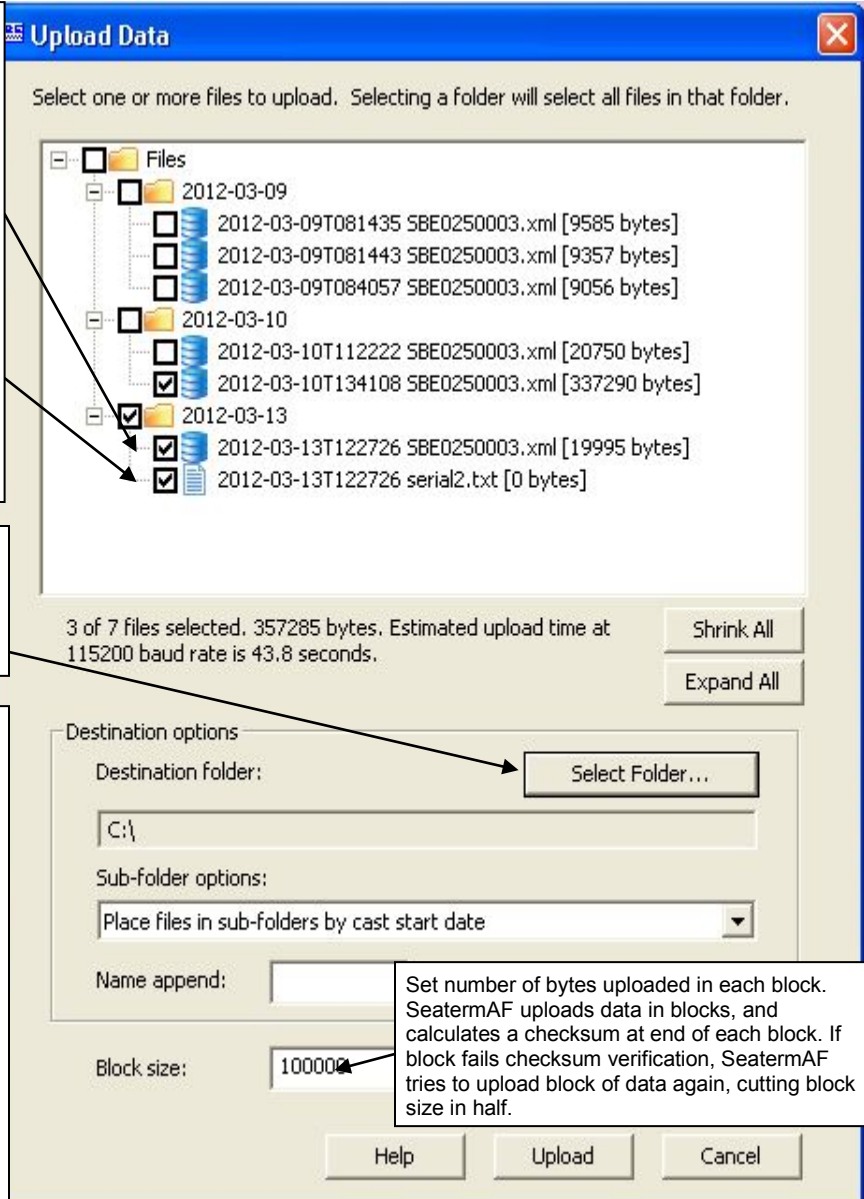 Upload Data
Select one or more files to upload. Selecting a folder will select all files in that folder.
Files
2012-03-09
2012-03-09T081435 SBE0250003.xml [9585 bytes]
2012-03-09T081443 SBE0250003.xml [9357 bytes]
2012-03-09T084057 SBE0250003.xml [9056 bytes]
2012-03-10
2012-03-10T112222 SBE0250003.xml [20750 bytes]
2012-03-10T134108 SBE0250003.xml [337290 bytes]
2012-03-13
2012-03-13T122726 SBE0250003.xml [19995 bytes]
2012-03-13T122726 serial2.txt [0 bytes]
3 of 7 files selected. 357285 bytes. Estimated upload time at
115200 baud rate is 43.8 seconds.
Shrink All
Expand All
Destination options
Destination folder:
Select Folder...
C:\
Sub-folder options:
Place files in sub-folders by cast start date
Name append:
Set number of bytes uploaded in each block.
SeatermAF uploads data in blocks, and
calculates a checksum at end of each block. If
block fails checksum verification, SeatermAF
tries to upload block of data again, cutting block
size in half.
Block size:
100000
Help
Upload
Cancel